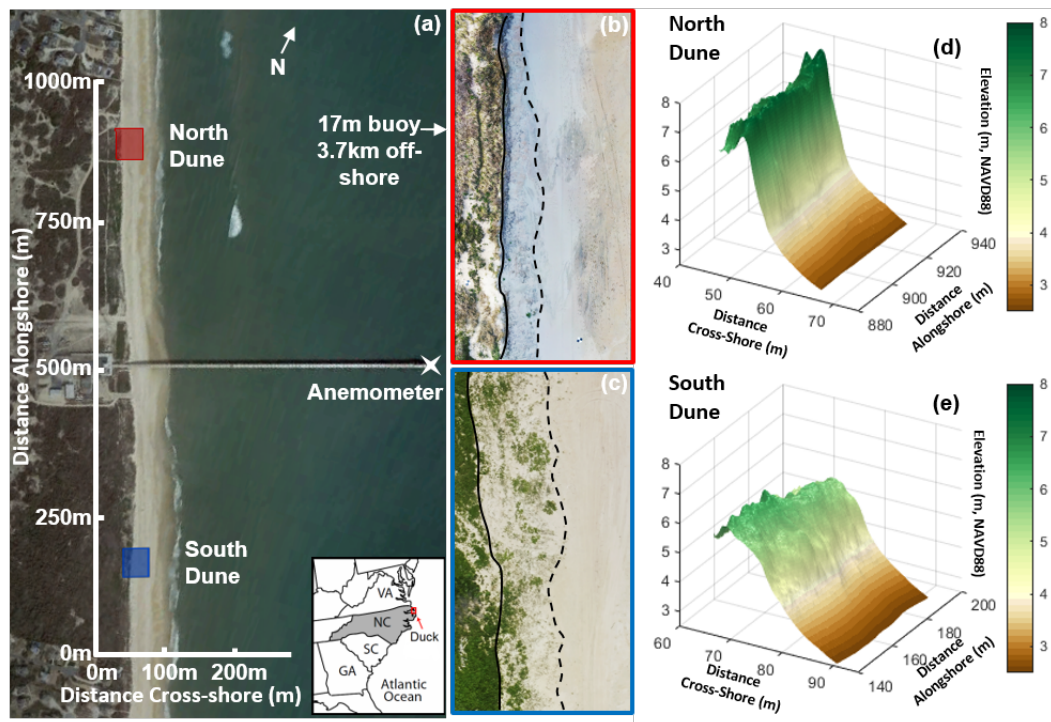 (a)
N
1000m
North
Dune
17m buoy
3.7km off-
shore
750m
Distance Alongshore (m)
500m
Anemometer
250m
South
Dune
0m
0m 100m 200m
Distance Cross-shore (m)
VA
NC
Duck
SC
GA
Atlantic
Ocean
(b)
(c)
North
Dune
(d)
8
7
6
5
4
3
40
50
60
70
Distance
Cross-Shore (m)
880
900
920
940
Distance
Alongshore (m)
Elevation (m, NAVD88)
8
7
6
5
4
3
South
Dune
(e)
8
7
6
5
4
3
60
70
80
90
Distance
Cross-Shore (m)
140
160
180
200
Distance
Alongshore (m)
Elevation (m, NAVD88)
8
7
6
5
4
3